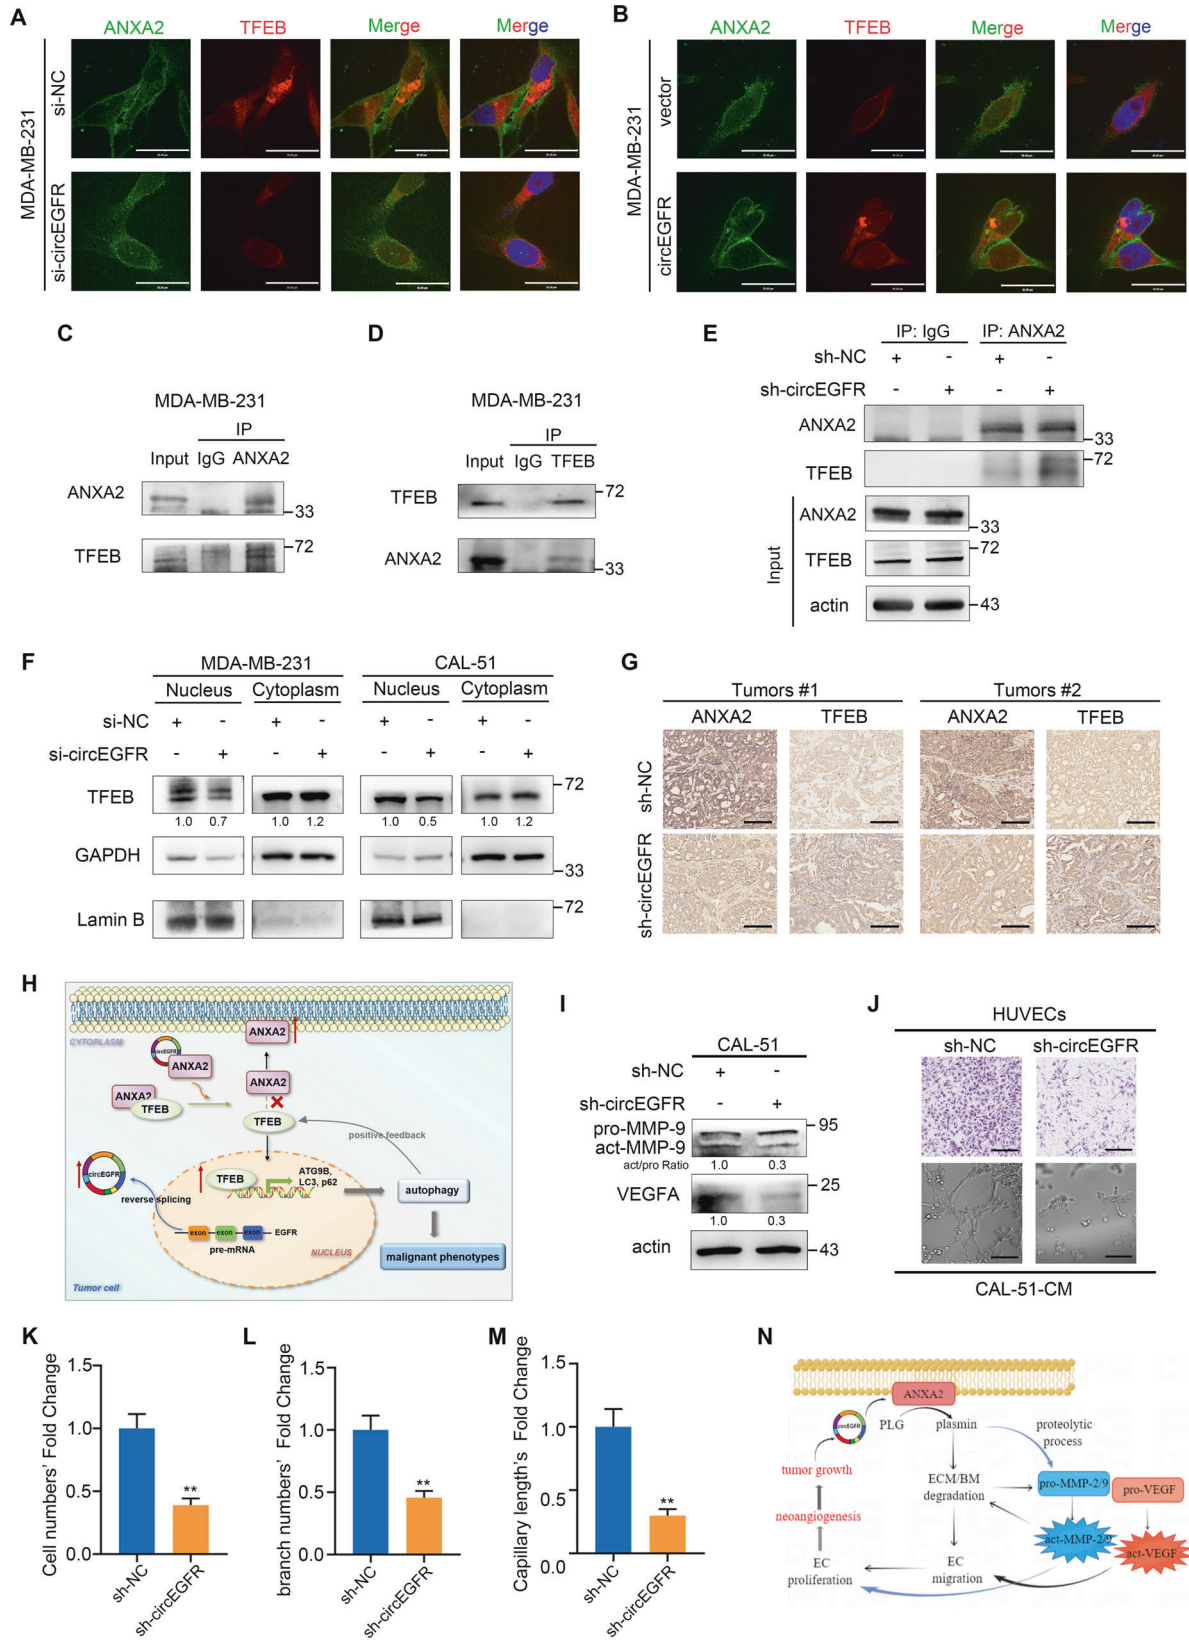 A
ANXA2 TFEB Merge Merge
MDA-MB-231
si-NC
si-circEGFR
B
ANXA2 TFEB Merge Merge
MDA-MB-231
vector
circEGFR
C
MDA-MB-231
IP
Input IgG ANXA2
ANXA2
33
TFEB
72
D
MDA-MB-231
IP
Input IgG TFEB
TFEB
72
ANXA2
33
E
IP: IgG IP: ANXA2
sh-NC + - + -
sh-circEGFR - + - +
ANXA2
33
TFEB
72
Input
ANXA2
33
TFEB
72
actin
43
F
MDA-MB-231 CAL-51
Nucleus Cytoplasm Nucleus Cytoplasm
si-NC + - + - + - + -
si-circEGFR - + - + - + - +
TFEB
72
1.0 0.7 1.0 1.2 1.0 0.5 1.0 1.2
GAPDH
33
Lamin B
72
G
Tumors #1 Tumors #2
ANXA2 TFEB ANXA2 TFEB
sh-NC
sh-circEGFR
H
CYTOPLASM
ANXA2
circEGFR
ANXA2
ANXA2
ANXA2
TFEB
TFEB
positive feedback
circEGFR
reverse splicing
TFEB
ATG9B,
LC3, p62
autophagy
exon exon exon EGFR
pre-mRNA
NUCLEUS
malignant phenotypes
Tumor cell
I
CAL-51
sh-NC + -
sh-circEGFR - +
pro-MMP-9
95
act-MMP-9
act/pro Ratio 1.0 0.3
VEGFA
25
1.0 0.3
actin
43
J
HUVECs
sh-NC sh-circEGFR
CAL-51-CM
K
Cell numbers' Fold Change
1.5
1.0
0.5
0.0
**
sh-NC
sh-circEGFR
L
branch numbers' Fold Change
1.5
1.0
0.5
0.0
**
sh-NC
sh-circEGFR
M
Capillary length's Fold Change
1.5
1.0
0.5
0.0
**
sh-NC
sh-circEGFR
N
ANXA2
circEGFR
PLG plasmin proteolytic
process
tumor growth
ECM/BM
degradation
pro-MMP-2/9 pro-VEGF
neoangiogenesis
act-MMP-2/9
act-VEGF
EC
proliferation
EC
migration